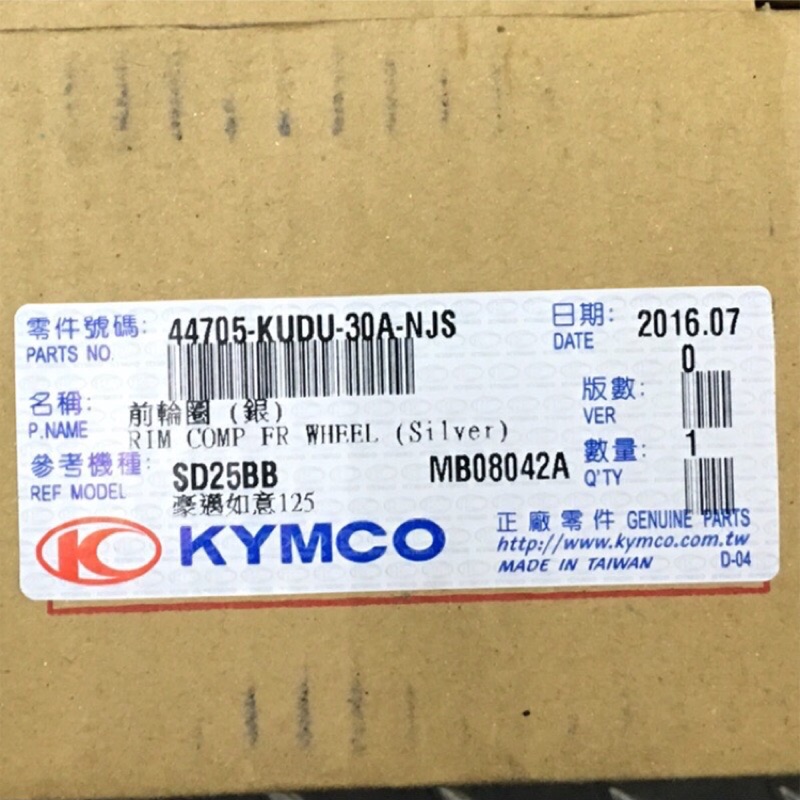 零件號碼: 44705-KUDU-30A-NJS 日期: 2016.07
PARTS NO. DATE
0
名稱: 前輪圈 (銀) 版數:
P.NAME RIM COMP FR WHEEL (Silver) VER
參考機種: SD25BB MB08042A 數量: 1
REF MODEL 豪邁如意125 Q'TY
KYMCO 正廠零件 GENUINE PARTS
http://www.kymco.com.tw
MADE IN TAIWAN D-04